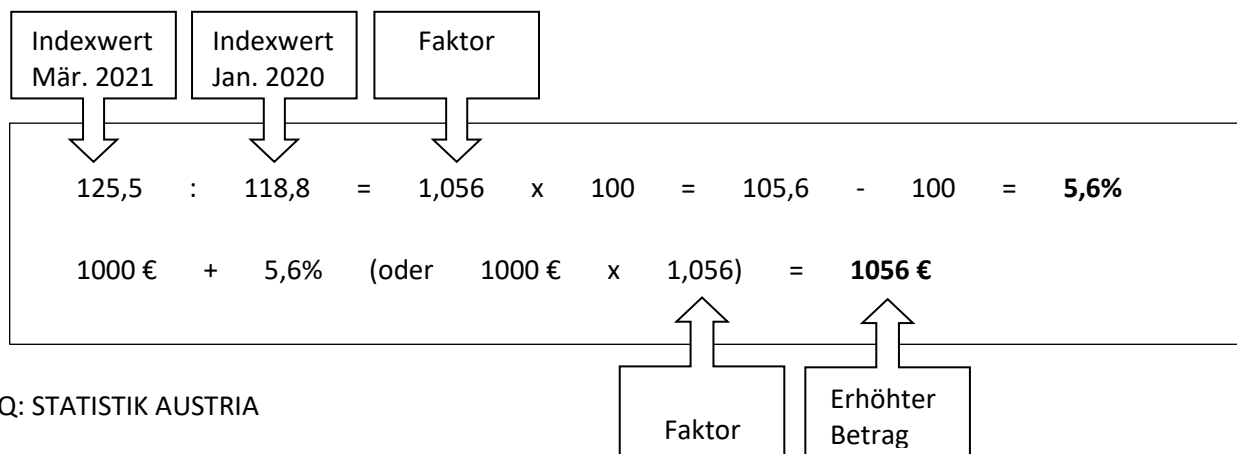 Indexwert
Mär. 2021
Indexwert
Jan. 2020
Faktor
125,5 : 118,8 = 1,056 x 100 = 105,6 - 100 = 5,6%
1000 € + 5,6% (oder 1000 € x 1,056) = 1056 €
Faktor
Erhöhter
Betrag
Q: STATISTIK AUSTRIA